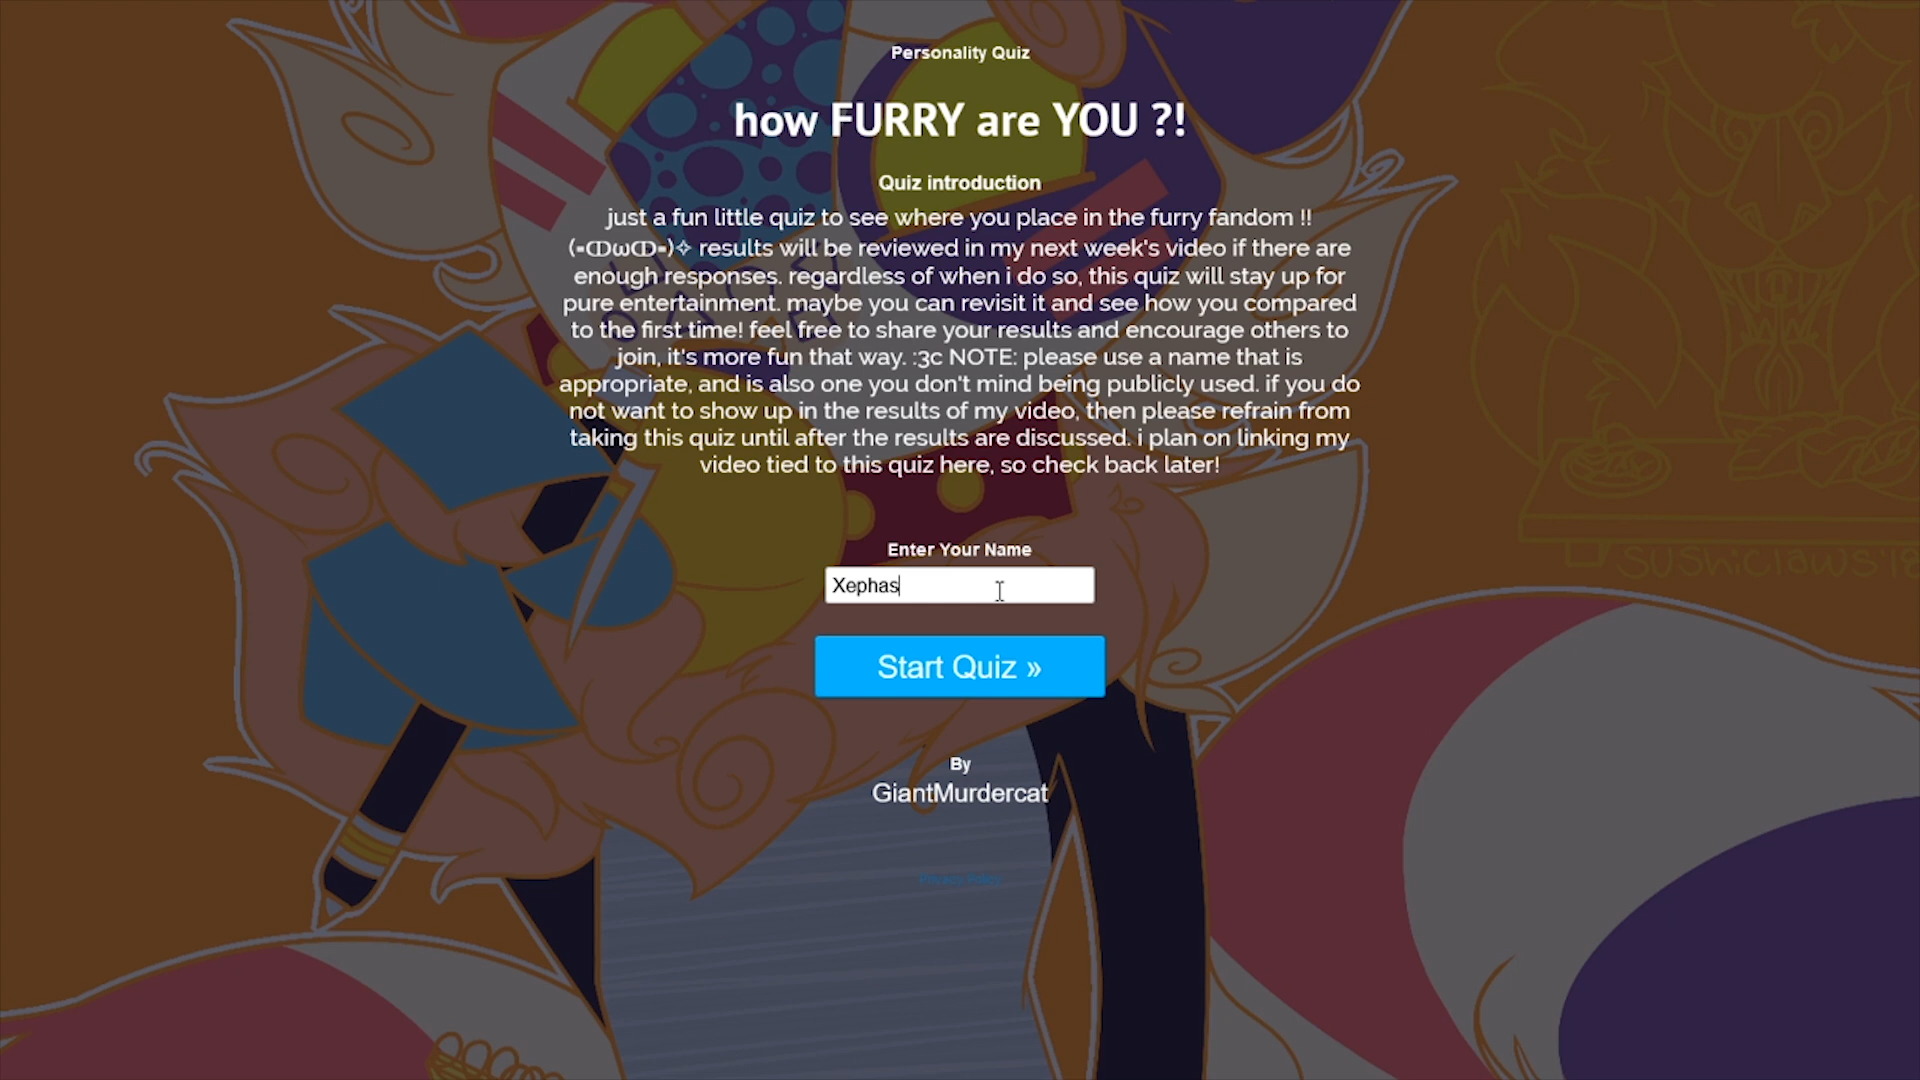 Personality Quiz
how FURRY are YOU ?!
Quiz introduction
just a fun little quiz to see where you place in the furry fandom !!
(=ↀωↀ=)✧ results will be reviewed in my next week's video if there are
enough responses. regardless of when i do so, this quiz will stay up for
pure entertainment. maybe you can revisit it and see how you compared
to the first time! feel free to share your results and encourage others to
join, it's more fun that way. :3c NOTE: please use a name that is
appropriate, and is also one you don't mind being publicly used. if you do
not want to show up in the results of my video, then please refrain from
taking this quiz until after the results are discussed. i plan on linking my
video tied to this quiz here, so check back later!
SUSHiCLAWS'18
Enter Your Name
Xephas
Start Quiz »
By
GiantMurdercat
Privacy Policy